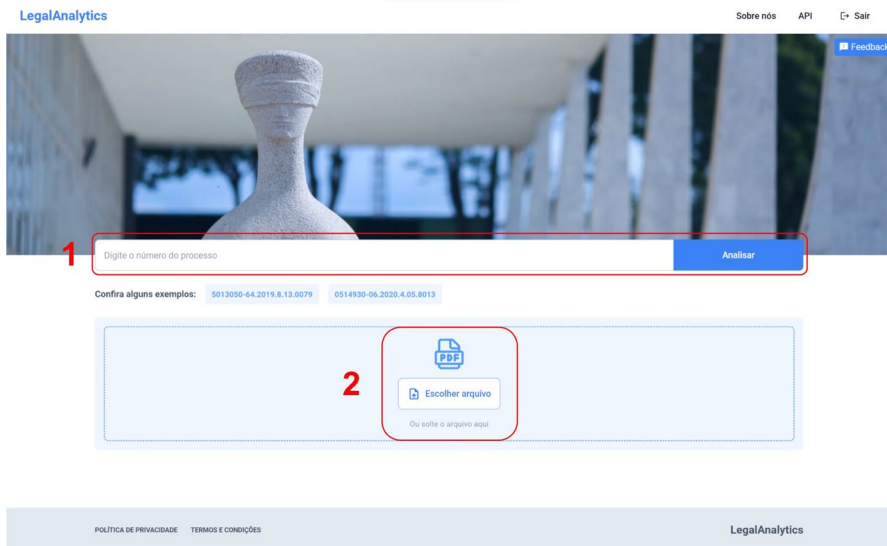 LegalAnalytics
Sobre nós API Sair
Feedback
1
Digite o número do processo Analisar
Confira alguns exemplos: 5013050-64.2019.8.13.0079 0514930-06.2020.4.05.8013
PDF
2
Escolher arquivo
Ou solte o arquivo aqui
POLÍTICA DE PRIVACIDADE TERMOS E CONDIÇÕES LegalAnalytics